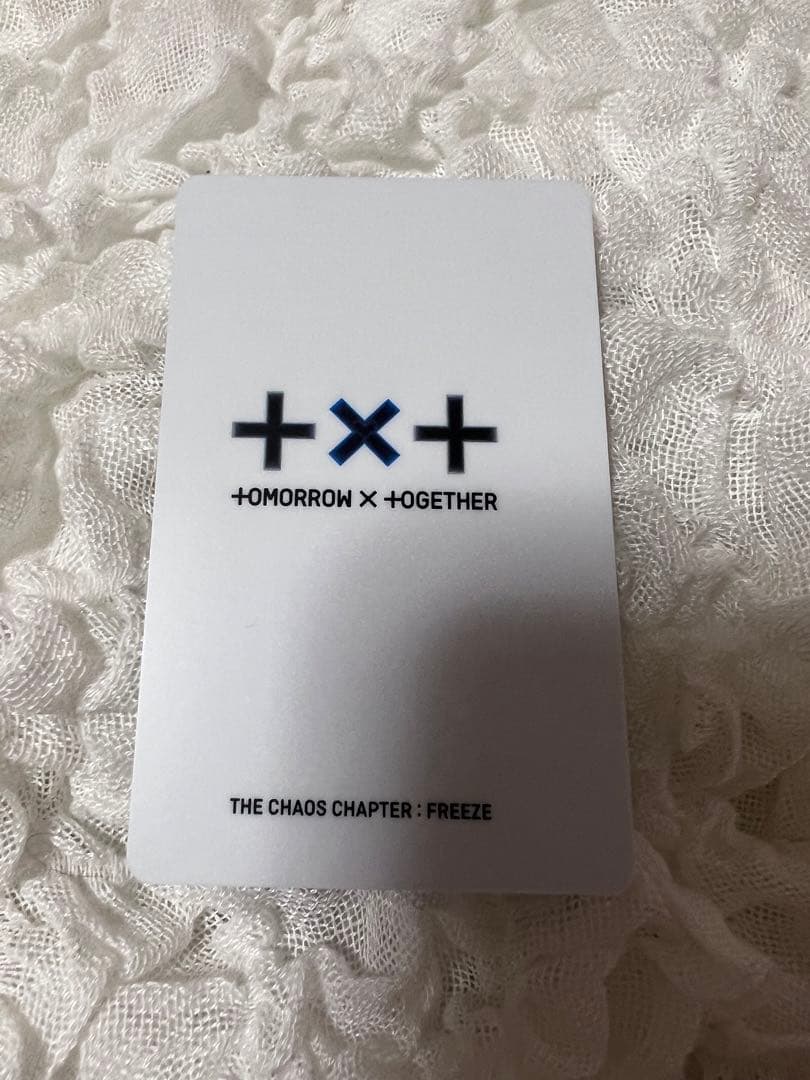 +×+
+OMORROW × +OGETHER
THE CHAOS CHAPTER : FREEZE